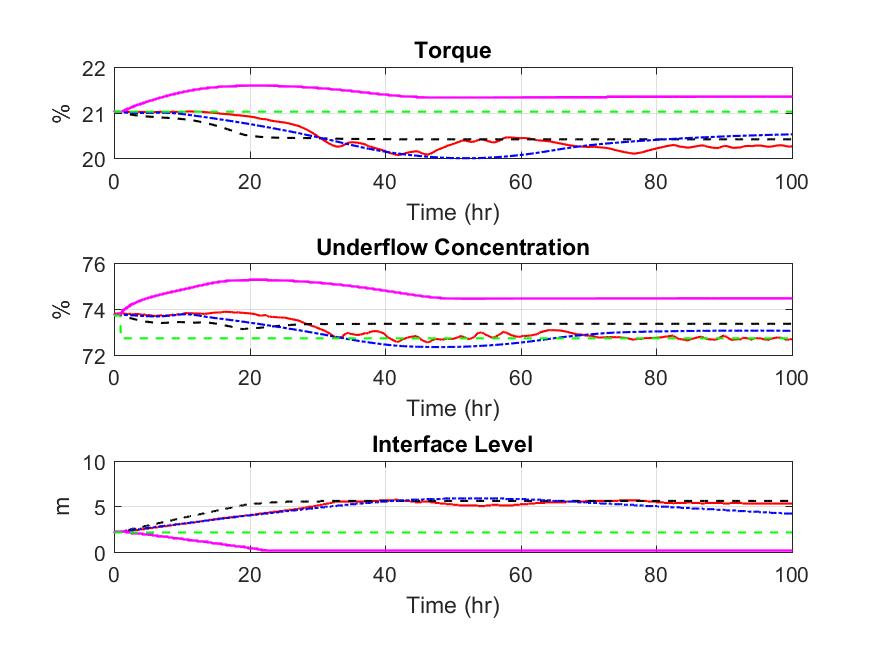 Torque
22
21
20
%
0 20 40 60 80 100
Time (hr)
Underflow Concentration
76
74
72
%
0 20 40 60 80 100
Time (hr)
Interface Level
10
5
0
m
0 20 40 60 80 100
Time (hr)